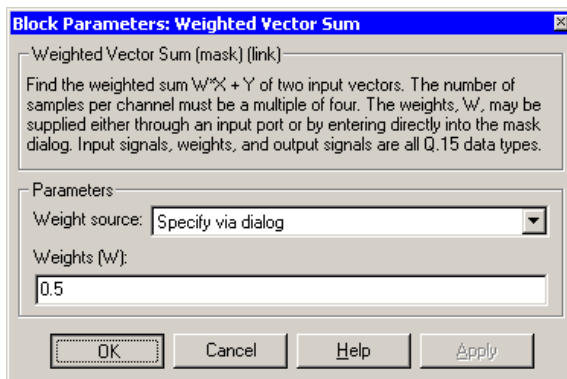 Block Parameters: Weighted Vector Sum
Weighted Vector Sum (mask) (link)
Find the weighted sum W*X + Y of two input vectors. The number of
samples per channel must be a multiple of four. The weights, W, may be
supplied either through an input port or by entering directly into the mask
dialog. Input signals, weights, and output signals are all Q.15 data types.
Parameters
Weight source: Specify via dialog
Weights (W):
0.5
OK Cancel Help Apply